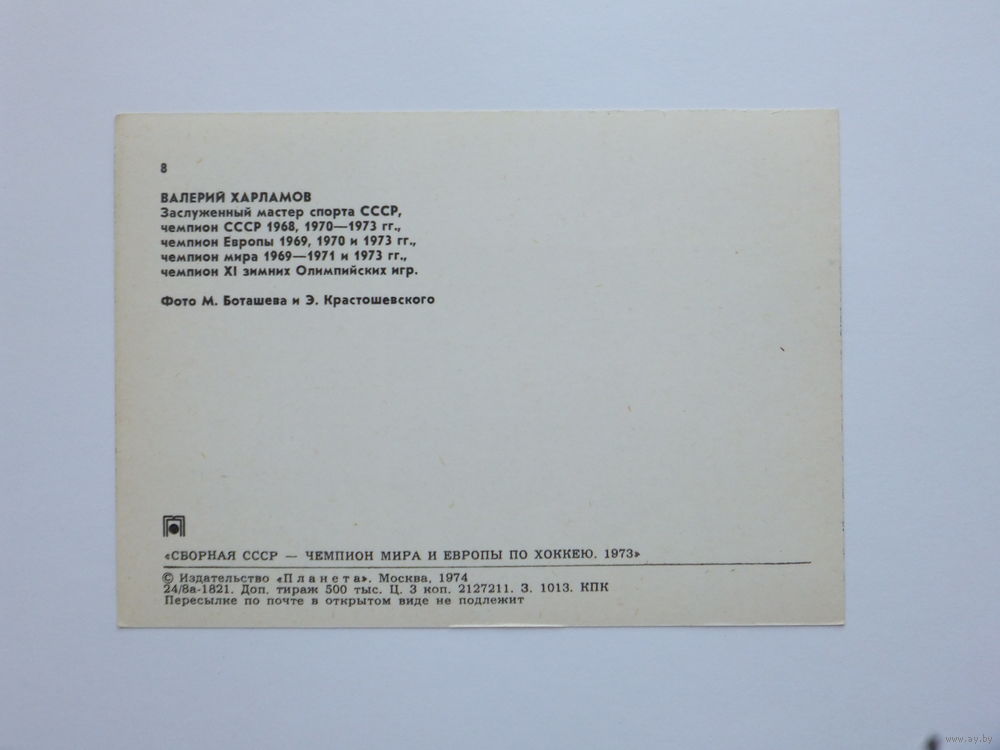 8
ВАЛЕРИЙ ХАРЛАМОВ
Заслуженный мастер спорта СССР,
чемпион СССР 1968, 1970—1973 гг.,
чемпион Европы 1969, 1970 и 1973 гг.,
чемпион мира 1969—1971 и 1973 гг.,
чемпион XI зимних Олимпийских игр.
Фото М. Боташева и Э. Крастошевского
«СБОРНАЯ СССР — ЧЕМПИОН МИРА И ЕВРОПЫ ПО ХОККЕЮ. 1973»
© Издательство «Планета». Москва, 1974
24/8а-1821. Доп. тираж 500 тыс. Ц. 3 коп. 2127211. З. 1013. КПК
Пересылке по почте в открытом виде не подлежит
www.ay.by